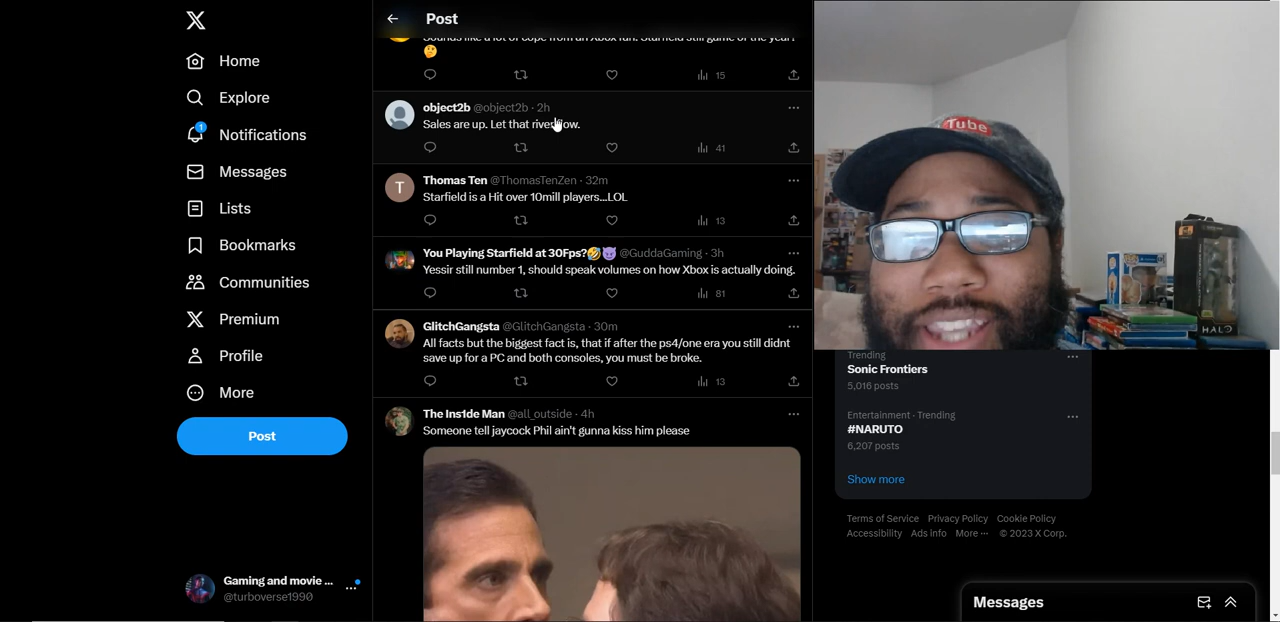 X
Home
Explore
1
Notifications
Messages
Lists
Bookmarks
Communities
Premium
Profile
More
Post
Gaming and movie ...
@turboverse1990
Post
Sounds like a lot of cope from an Xbox fan. Starfield still game of the year?
🤔
15
object2b @object2b · 2h
Sales are up. Let that river flow.
41
T
Thomas Ten @ThomasTenZen · 32m
Starfield is a Hit over 10mill players...LOL
13
You Playing Starfield at 30Fps?🤣😈 @GuddaGaming · 3h
Yessir still number 1, should speak volumes on how Xbox is actually doing.
81
GlitchGangsta @GlitchGangsta · 30m
All facts but the biggest fact is, that if after the ps4/one era you still didnt
save up for a PC and both consoles, you must be broke.
13
The Ins1de Man @all_outside · 4h
Someone tell jaycock Phil ain't gunna kiss him please
Tube
HALO
Trending
Sonic Frontiers
5,016 posts
Entertainment · Trending
#NARUTO
6,207 posts
Show more
Terms of Service Privacy Policy Cookie Policy
Accessibility Ads info More ··· © 2023 X Corp.
Messages